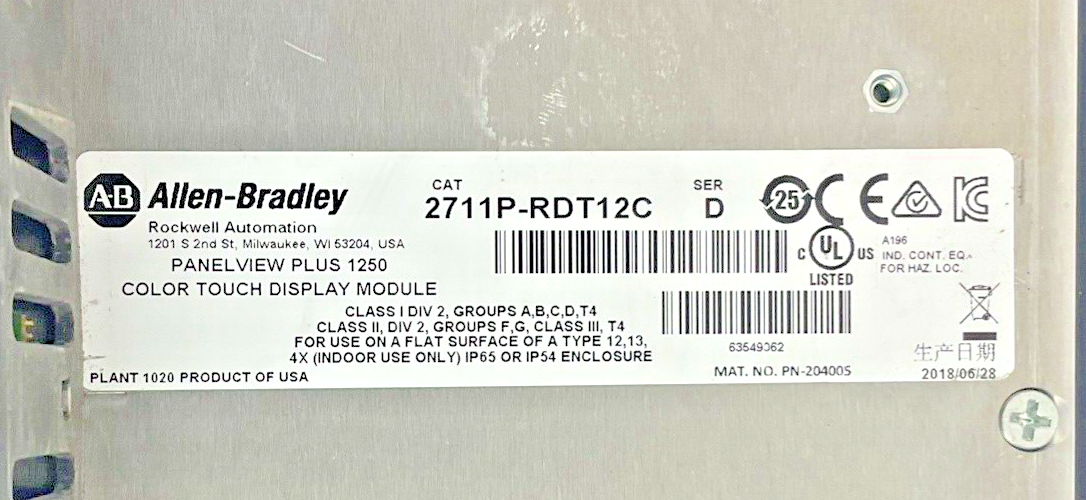 AB Allen-Bradley
Rockwell Automation
1201 S 2nd St, Milwaukee, WI 53204, USA
PANELVIEW PLUS 1250
COLOR TOUCH DISPLAY MODULE
CAT
2711P-RDT12C
SER
D
25
CE
KC
C UL US
LISTED
A196
IND. CONT. EQ.
FOR HAZ. LOC.
CLASS I DIV 2, GROUPS A,B,C,D,T4
CLASS II, DIV 2, GROUPS F,G, CLASS III, T4
FOR USE ON A FLAT SURFACE OF A TYPE 12,13,
4X (INDOOR USE ONLY) IP65 OR IP54 ENCLOSURE
63549062
MAT. NO. PN-204005
生产日期
2018/06/28
PLANT 1020 PRODUCT OF USA